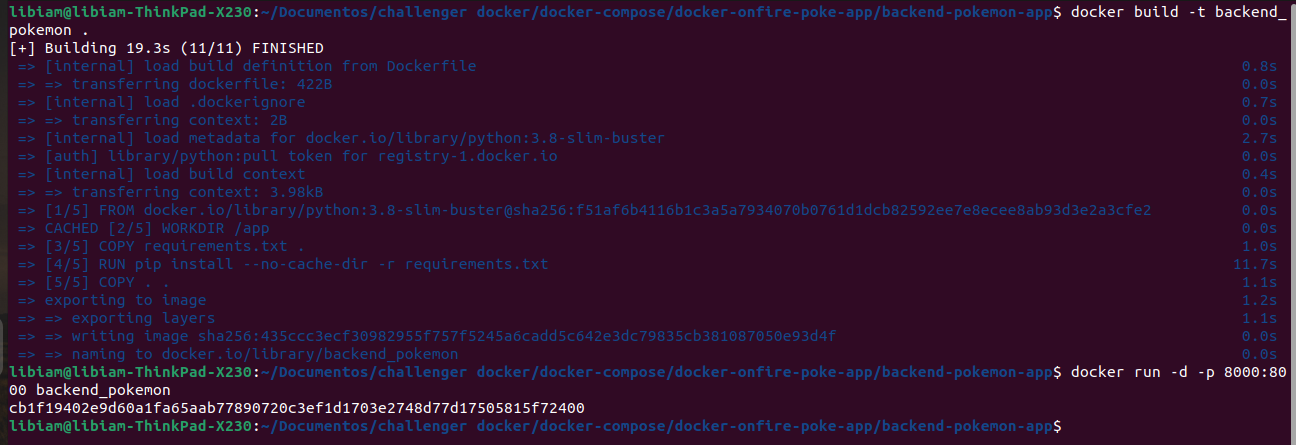 libiam@libiam-ThinkPad-X230:~/Documentos/challenger docker/docker-compose/docker-onfire-poke-app/backend-pokemon-app$ docker build -t backend_
pokemon .
[+] Building 19.3s (11/11) FINISHED
=> [internal] load build definition from Dockerfile 0.8s
=> => transferring dockerfile: 422B 0.0s
=> [internal] load .dockerignore 0.7s
=> => transferring context: 2B 0.0s
=> [internal] load metadata for docker.io/library/python:3.8-slim-buster 2.7s
=> [auth] library/python:pull token for registry-1.docker.io 0.0s
=> [internal] load build context 0.4s
=> => transferring context: 3.98kB 0.0s
=> [1/5] FROM docker.io/library/python:3.8-slim-buster@sha256:f51af6b4116b1c3a5a7934070b0761d1dcb82592ee7e8ecee8ab93d3e2a3cfe2 0.0s
=> CACHED [2/5] WORKDIR /app 0.0s
=> [3/5] COPY requirements.txt . 1.0s
=> [4/5] RUN pip install --no-cache-dir -r requirements.txt 11.7s
=> [5/5] COPY . . 1.1s
=> exporting to image 1.2s
=> => exporting layers 1.1s
=> => writing image sha256:435ccc3ecf30982955f757f5245a6cadd5c642e3dc79835cb381087050e93d4f 0.0s
=> => naming to docker.io/library/backend_pokemon 0.0s
libiam@libiam-ThinkPad-X230:~/Documentos/challenger docker/docker-compose/docker-onfire-poke-app/backend-pokemon-app$ docker run -d -p 8000:80
00 backend_pokemon
cb1f19402e9d60a1fa65aab77890720c3ef1d1703e2748d77d17505815f72400
libiam@libiam-ThinkPad-X230:~/Documentos/challenger docker/docker-compose/docker-onfire-poke-app/backend-pokemon-app$